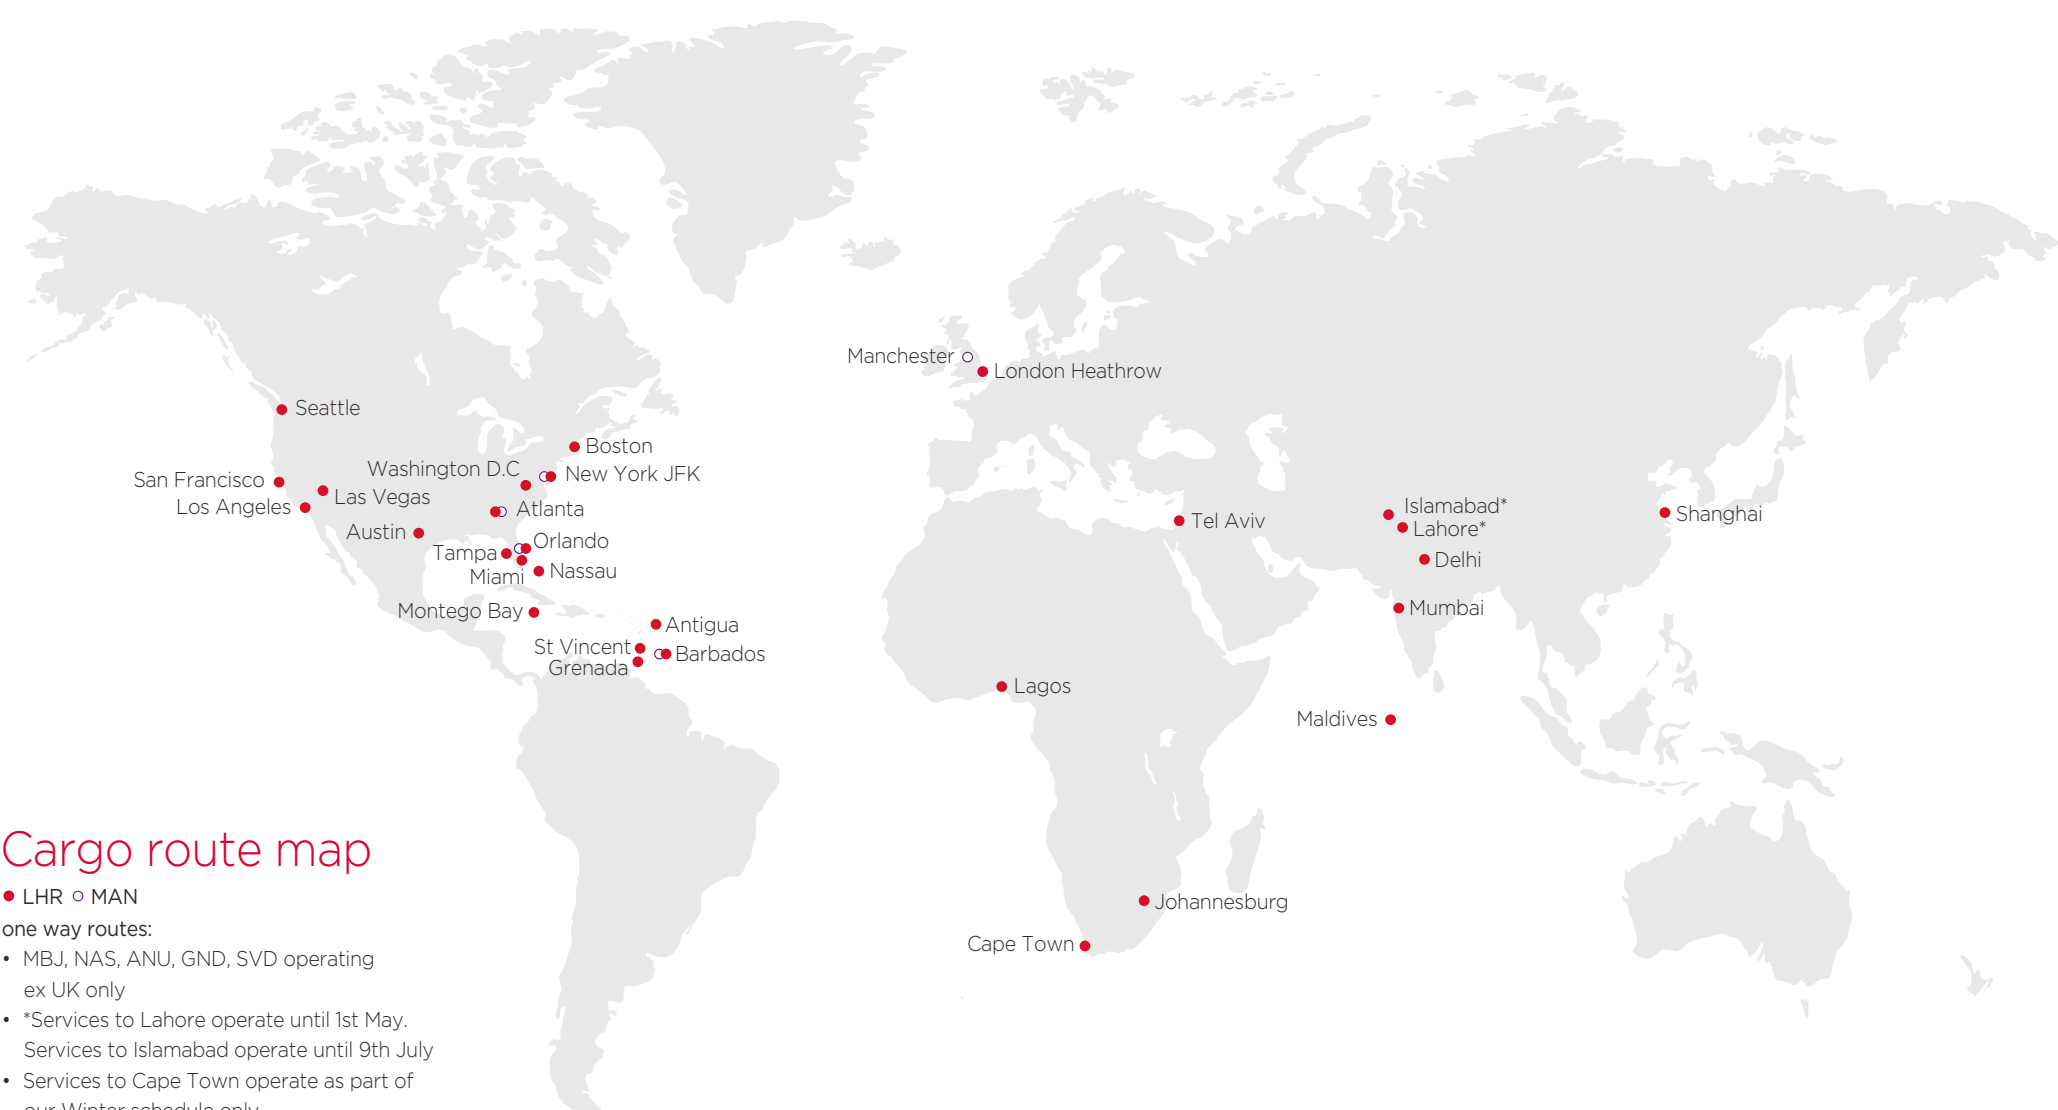 Manchester
London Heathrow
Seattle
Boston
Washington D.C
New York JFK
San Francisco
Las Vegas
Los Angeles
Atlanta
Austin
Orlando
Tampa
Miami
Nassau
Montego Bay
Antigua
St Vincent
Barbados
Grenada
Tel Aviv
Islamabad*
Lahore*
Shanghai
Delhi
Mumbai
Lagos
Maldives
Johannesburg
Cape Town
Cargo route map
LHR MAN
one way routes:
• MBJ, NAS, ANU, GND, SVD operating
ex UK only
• *Services to Lahore operate until 1st May.
Services to Islamabad operate until 9th July
• Services to Cape Town operate as part of
our Winter schedule only